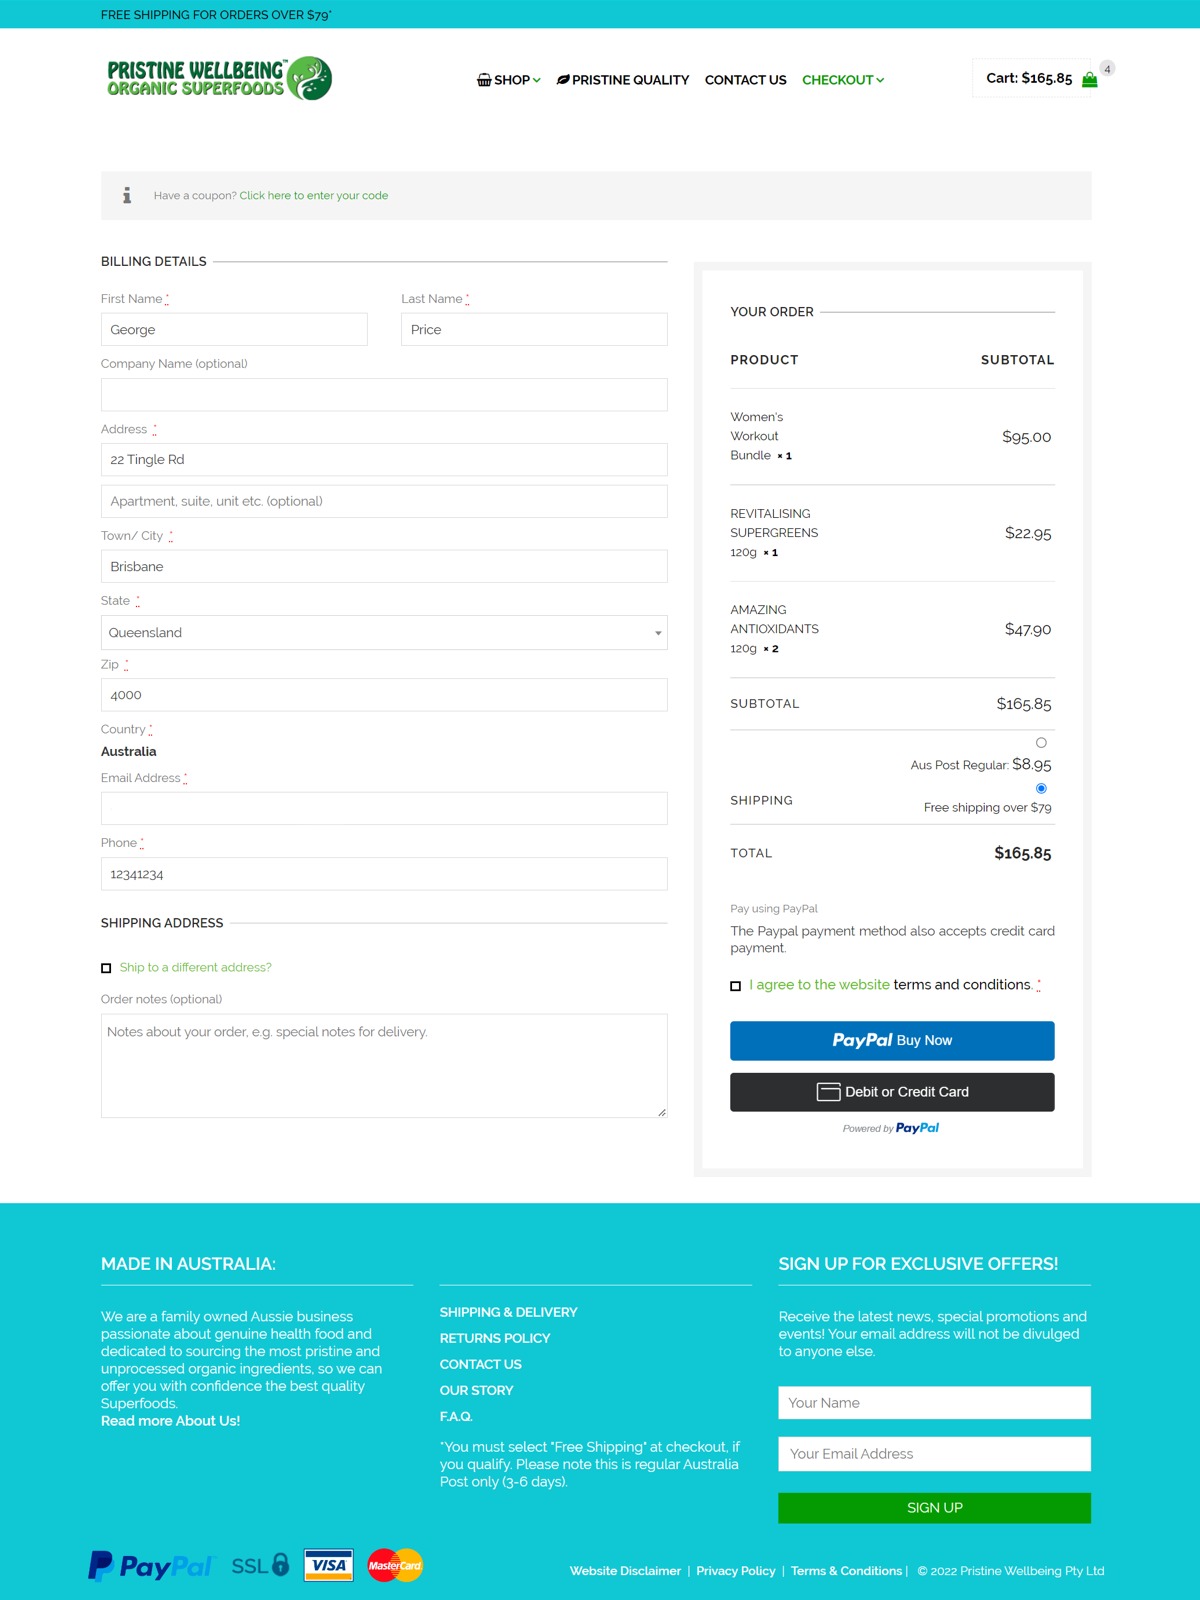 FREE SHIPPING FOR ORDERS OVER $79*
PRISTINE WELLBEING™
ORGANIC SUPERFOODS
SHOP
PRISTINE QUALITY
CONTACT US
CHECKOUT
Cart: $165.85
4
Have a coupon? Click here to enter your code
BILLING DETAILS
First Name *
Last Name *
George
Price
Company Name (optional)
Address *
22 Tingle Rd
Apartment, suite, unit etc. (optional)
Town/ City *
Brisbane
State *
Queensland
Zip *
4000
Country *
Australia
Email Address *
Phone *
12341234
SHIPPING ADDRESS
Ship to a different address?
Order notes (optional)
Notes about your order, e.g. special notes for delivery.
YOUR ORDER
PRODUCT SUBTOTAL
Women's
Workout
Bundle × 1
$95.00
REVITALISING
SUPERGREENS
120g × 1
$22.95
AMAZING
ANTIOXIDANTS
120g × 2
$47.90
SUBTOTAL $165.85
Aus Post Regular: $8.95
SHIPPING
Free shipping over $79
TOTAL $165.85
Pay using PayPal
The Paypal payment method also accepts credit card
payment.
I agree to the website terms and conditions. *
PayPal Buy Now
Debit or Credit Card
Powered by PayPal
MADE IN AUSTRALIA:
We are a family owned Aussie business
passionate about genuine health food and
dedicated to sourcing the most pristine and
unprocessed organic ingredients, so we can
offer you with confidence the best quality
Superfoods.
Read more About Us!
SHIPPING & DELIVERY
RETURNS POLICY
CONTACT US
OUR STORY
F.A.Q.
*You must select "Free Shipping" at checkout, if
you qualify. Please note this is regular Australia
Post only (3-6 days).
SIGN UP FOR EXCLUSIVE OFFERS!
Receive the latest news, special promotions and
events! Your email address will not be divulged
to anyone else.
Your Name
Your Email Address
SIGN UP
PayPal SSL VISA MasterCard
Website Disclaimer | Privacy Policy | Terms & Conditions | © 2022 Pristine Wellbeing Pty Ltd